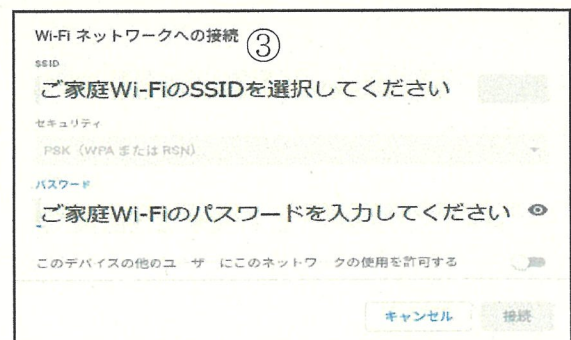 Wi-Fi ネットワークへの接続 ③
SSID
ご家庭Wi-FiのSSIDを選択してください
セキュリティ
PSK（WPA または RSN）
パスワード
ご家庭Wi-Fiのパスワードを入力してください
このデバイスの他のユーザーにこのネットワークの使用を許可する
キャンセル 接続